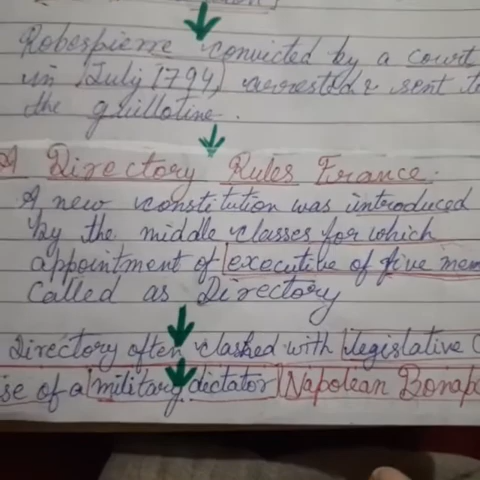 Robespierre convicted by a court
in July 1794, arrested & sent to
the guillotine.
A Directory Rules France.
A new constitution was introduced
by the middle classes for which
appointment of executive of five mem
Called as Directory
Directory often clashed with legislative C
se of a military dictator Napolean Bonap